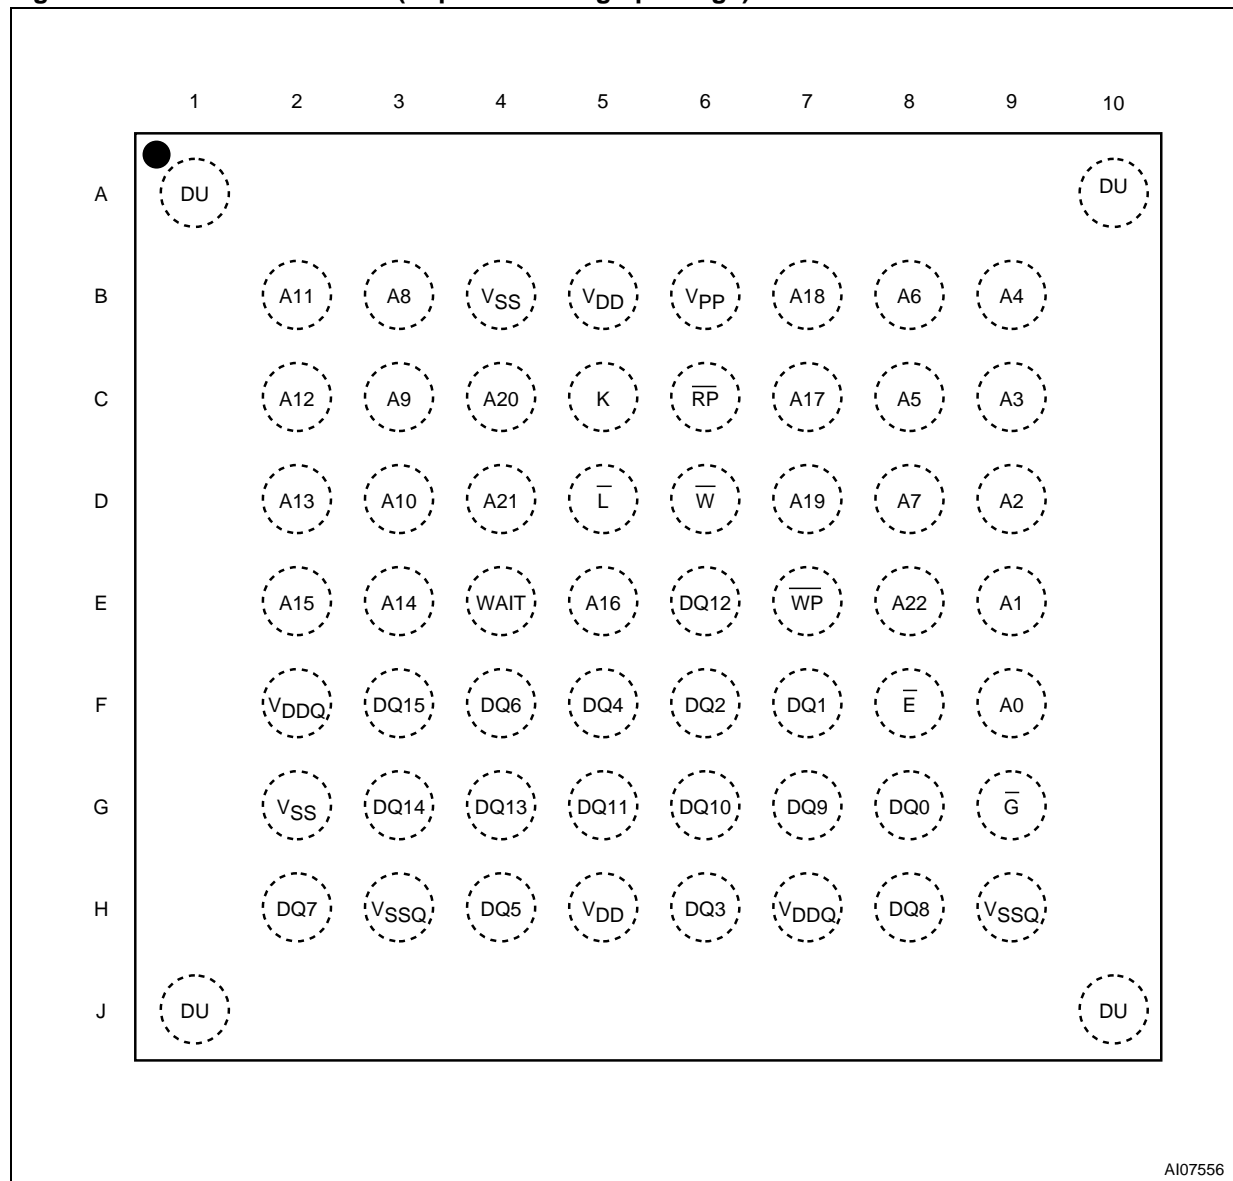 1 2 3 4 5 6 7 8 9 10
A DU DU
B A11 A8 VSS VDD VPP A18 A6 A4
C A12 A9 A20 K R̅P̅ A17 A5 A3
D A13 A10 A21 L̅ W̅ A19 A7 A2
E A15 A14 WAIT A16 DQ12 W̅P̅ A22 A1
F VDDQ DQ15 DQ6 DQ4 DQ2 DQ1 E̅ A0
G VSS DQ14 DQ13 DQ11 DQ10 DQ9 DQ0 G̅
H DQ7 VSSQ DQ5 VDD DQ3 VDDQ DQ8 VSSQ
J DU DU
AI07556